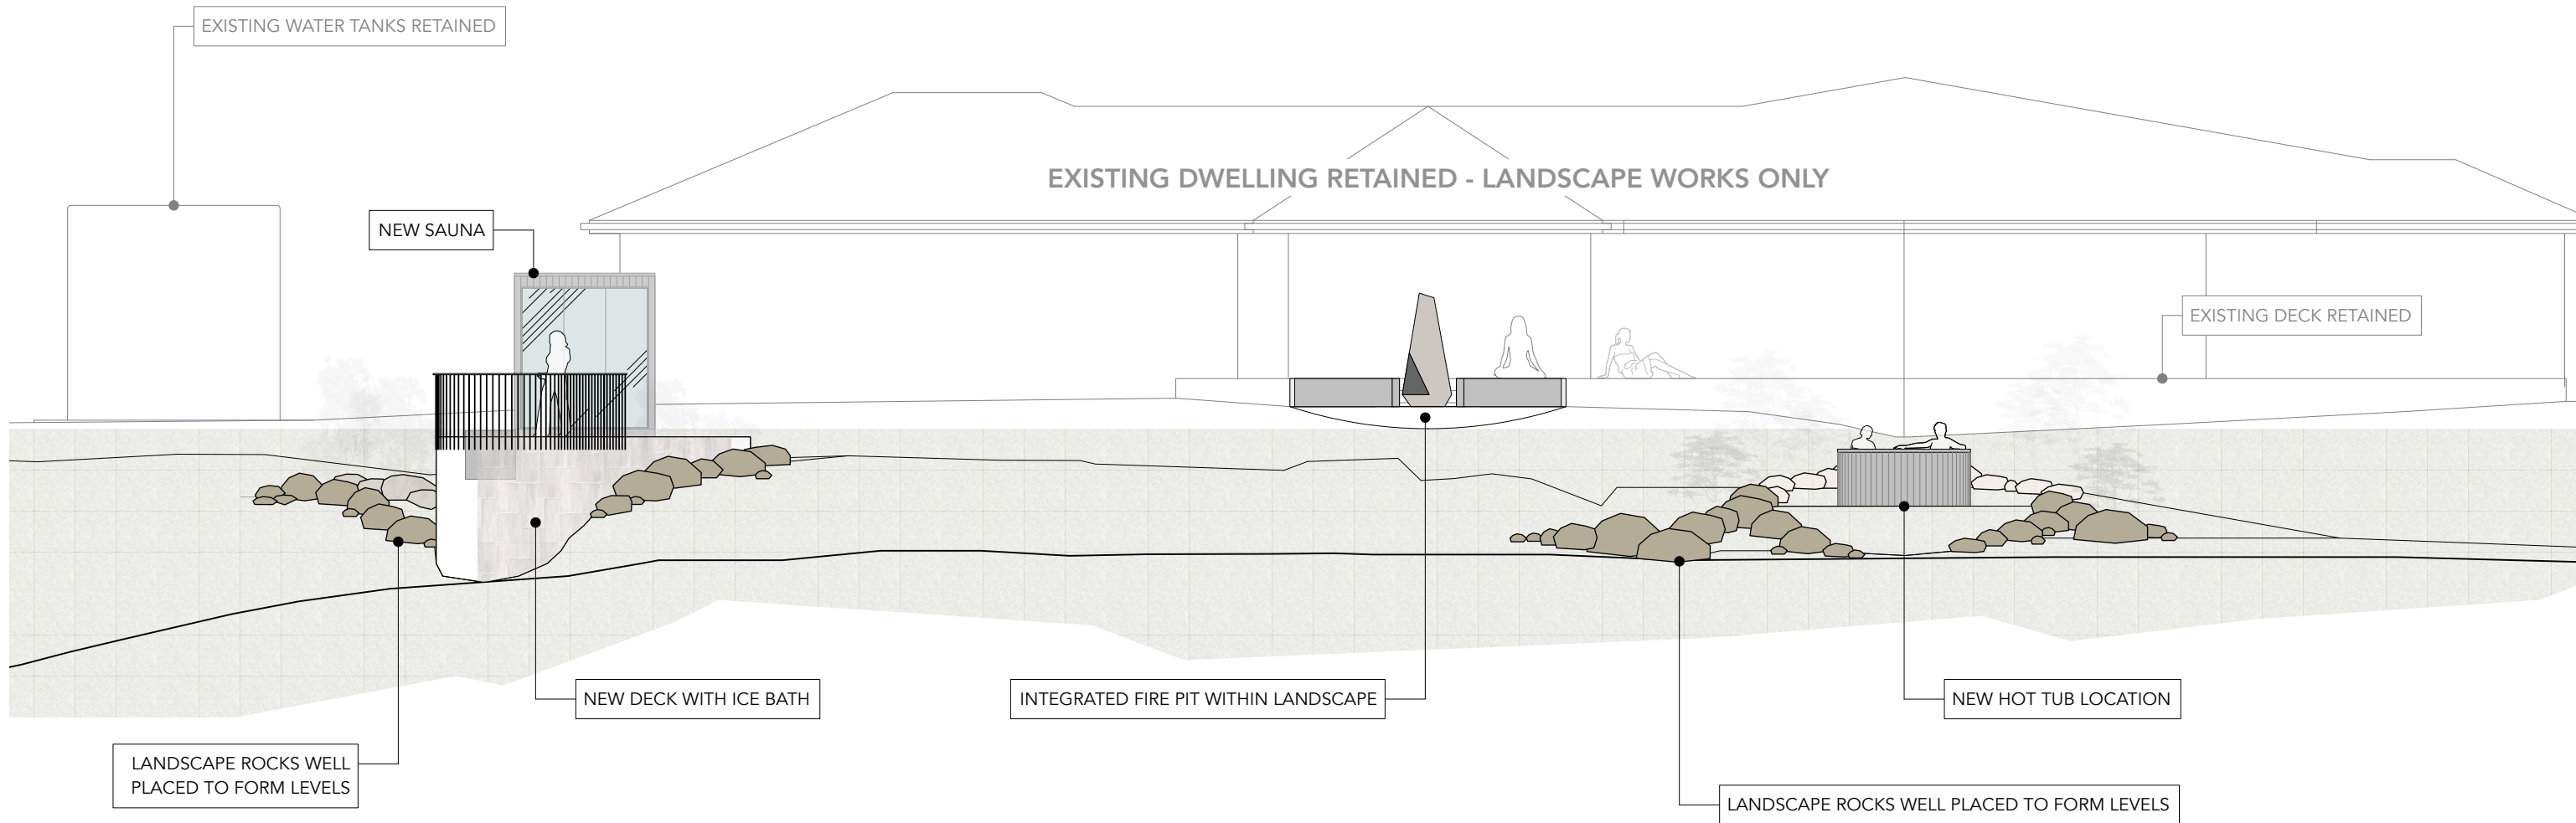 EXISTING WATER TANKS RETAINED
EXISTING DWELLING RETAINED - LANDSCAPE WORKS ONLY
NEW SAUNA
EXISTING DECK RETAINED
NEW DECK WITH ICE BATH
INTEGRATED FIRE PIT WITHIN LANDSCAPE
NEW HOT TUB LOCATION
LANDSCAPE ROCKS WELL
PLACED TO FORM LEVELS
LANDSCAPE ROCKS WELL PLACED TO FORM LEVELS